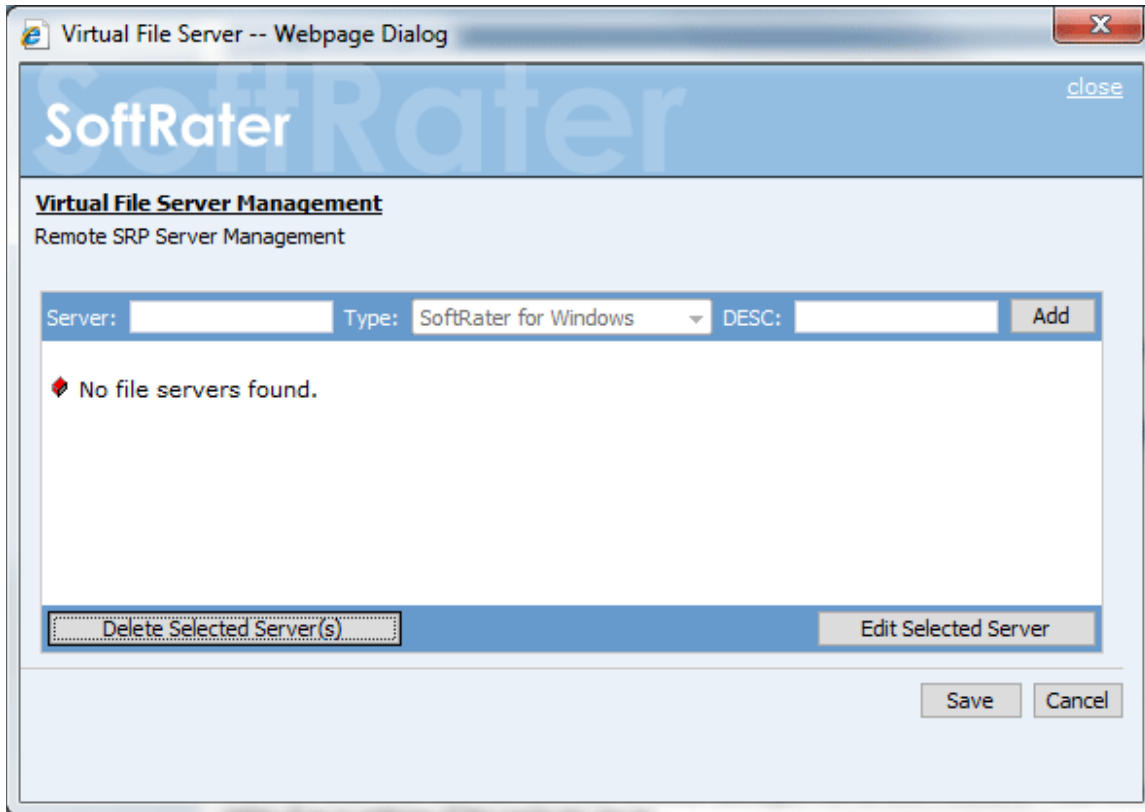 Virtual File Server -- Webpage Dialog
close
SoftRater
SoftRater
Virtual File Server Management
Remote SRP Server Management
Server: Type: SoftRater for Windows DESC: Add
No file servers found.
Delete Selected Server(s) Edit Selected Server
Save Cancel